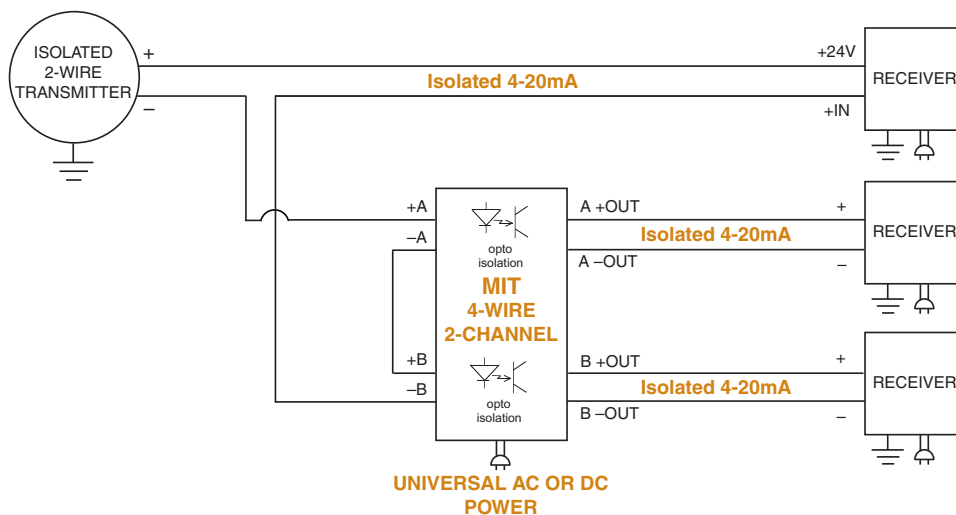 ISOLATED
2-WIRE
TRANSMITTER
+
–
+24V
Isolated 4-20mA
+IN
RECEIVER
+A
–A
opto
isolation
MIT
4-WIRE
2-CHANNEL
+B
–B
opto
isolation
UNIVERSAL AC OR DC
POWER
A +OUT
+
Isolated 4-20mA
A –OUT
–
RECEIVER
B +OUT
+
Isolated 4-20mA
B –OUT
–
RECEIVER